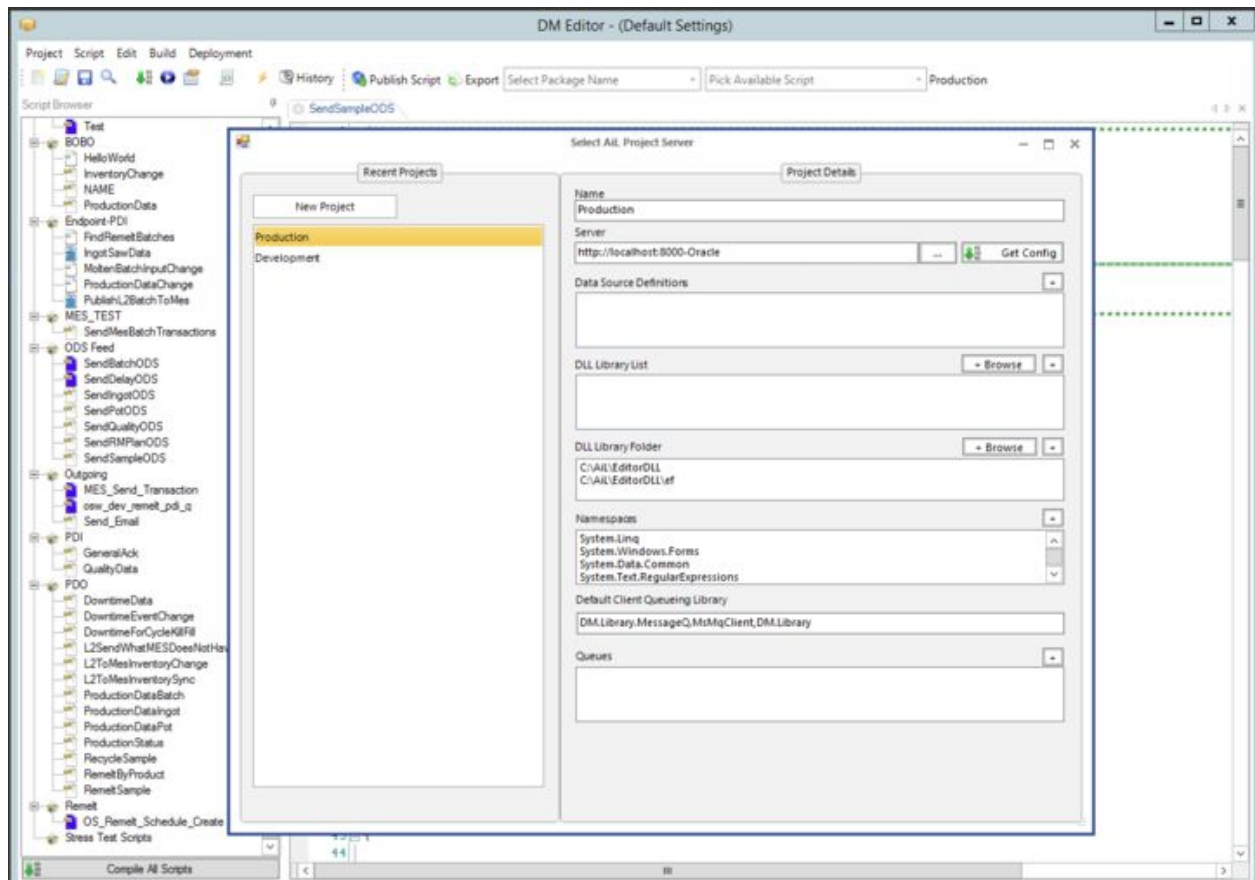 DM Editor - (Default Settings)
Project Script Edit Build Deployment
History Publish Script Export Select Package Name Pick Available Script Production
Script Browser
SendSampleODS
Test
BOBO
HelloWorld
InventoryChange
NAME
ProductionData
Endpoint-PDI
FindRemeltBatches
IngotSawData
MoltenBatchInputChange
ProductionDataChange
PublishL2BatchToMes
MES_TEST
SendMesBatchTransactions
ODS Feed
SendBatchODS
SendDelayODS
SendIngotODS
SendPotODS
SendQualityODS
SendRMPlanODS
SendSampleODS
Outgoing
MES_Send_Transaction
osw_dev_remelt_pdi_q
Send_Email
PDI
GeneralAck
QualityData
PDO
DowntimeData
DowntimeEventChange
DowntimeForCycleKillFill
L2SendWhatMESDoesNotHav
L2ToMesInventoryChange
L2ToMesInventorySync
ProductionDataBatch
ProductionDataIngot
ProductionDataPot
ProductionStatus
RecycleSample
RemeltByProduct
RemeltSample
Remelt
OS_Remelt_Schedule_Create
Stress Test Scripts
Compile All Scripts
Select AiL Project Server
Recent Projects
New Project
Production
Development
Project Details
Name
Production
Server
http://localhost:8000-Oracle
... Get Config
Data Source Definitions
DLL Library List
+ Browse
DLL Library Folder
+ Browse
C:\AiL\EditorDLL
C:\AiL\EditorDLL\ef
Namespaces
System.Linq
System.Windows.Forms
System.Data.Common
System.Text.RegularExpressions
Default Client Queueing Library
DM.Library.MessageQ.MsMqClient,DM.Library
Queues
44